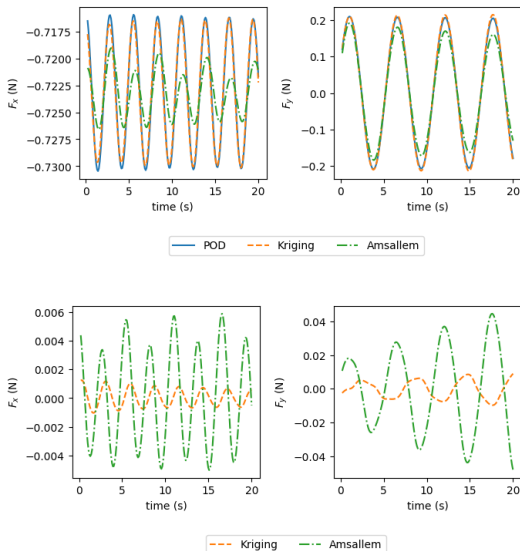 −0.7175
−0.7200
−0.7225
−0.7250
−0.7275
−0.7300
F_x (N)
0 5 10 15 20
time (s)
0.2
0.1
0.0
−0.1
−0.2
F_y (N)
0 5 10 15 20
time (s)
POD Kriging Amsallem
0.006
0.004
0.002
0.000
−0.002
−0.004
F_x (N)
0 5 10 15 20
time (s)
0.04
0.02
0.00
−0.02
−0.04
F_y (N)
0 5 10 15 20
time (s)
Kriging Amsallem